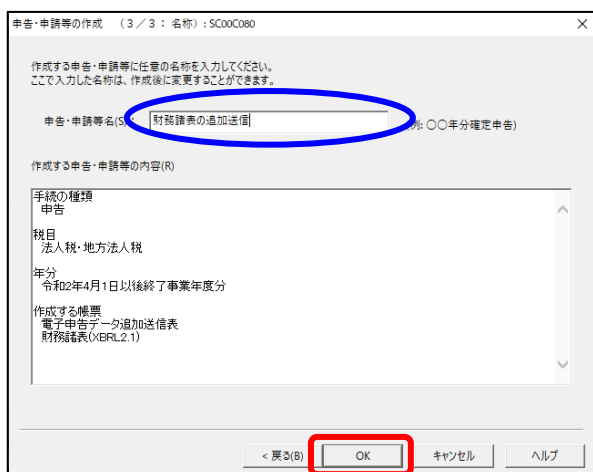 申告・申請等の作成 （３／３：名称）:SC00C080
作成する申告・申請等に任意の名称を入力してください。
ここで入力した名称は、作成後に変更することができます。
申告・申請等名(S): 財務諸表の追加送信 例: 〇〇年分確定申告)
作成する申告・申請等の内容(R)
手続の種類
申告
税目
法人税・地方法人税
年分
令和2年4月1日以後終了事業年度分
作成する帳票
電子申告データ追加送信表
財務諸表(XBRL2.1)
< 戻る(B) OK キャンセル ヘルプ